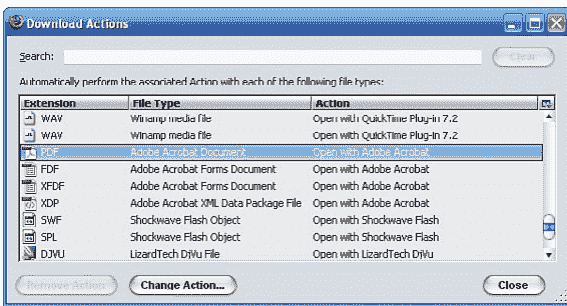 Download Actions
Search:
Clear
Automatically perform the associated Action with each of the following file types:
Extension File Type Action
WAV Winamp media file Open with QuickTime Plug-in 7.2
WAV Winamp media file Open with QuickTime Plug-in 7.2
PDF Adobe Acrobat Document Open with Adobe Acrobat
FDF Adobe Acrobat Forms Document Open with Adobe Acrobat
XFDF Adobe Acrobat Forms Document Open with Adobe Acrobat
XDP Adobe Acrobat XML Data Package File Open with Adobe Acrobat
SWF Shockwave Flash Object Open with Shockwave Flash
SPL Shockwave Flash Object Open with Shockwave Flash
DJVU LizardTech DjVu File Open with LizardTech DjVu
Remove Action Change Action... Close